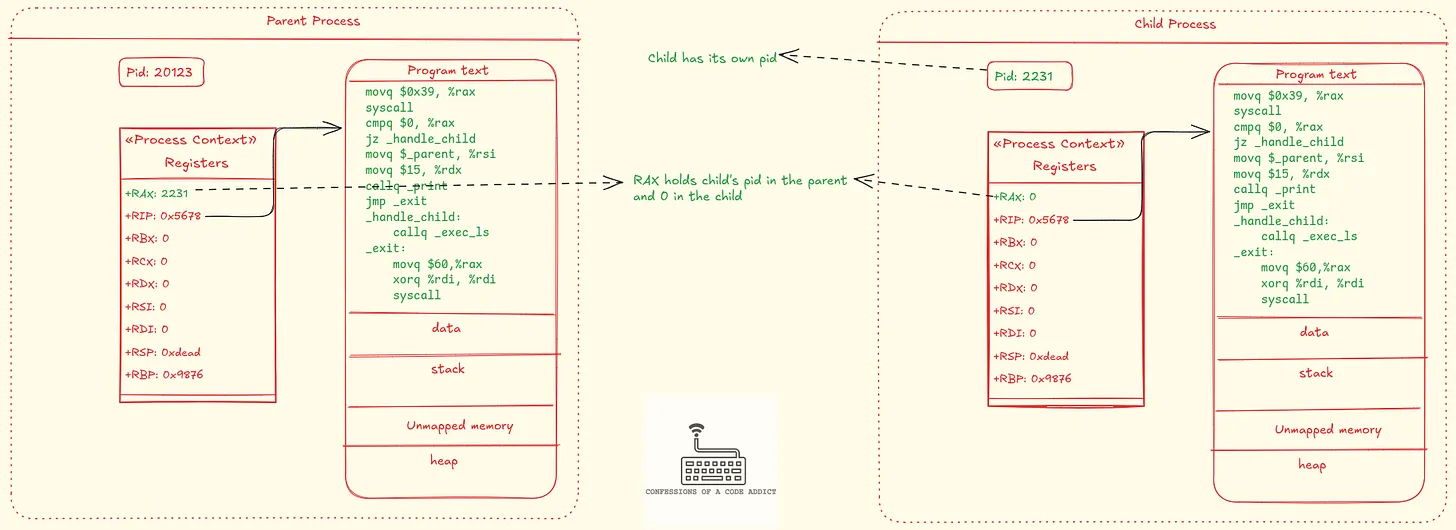 Parent Process
Pid: 20123
«Process Context»
Registers
+RAX: 2231
+RIP: 0x5678
+RBX: 0
+RCX: 0
+RDX: 0
+RSI: 0
+RDI: 0
+RSP: 0xdead
+RBP: 0x9876
Program text
movq $0x39, %rax
syscall
cmpq $0, %rax
jz _handle_child
movq $_parent, %rsi
movq $15, %rdx
callq _print
jmp _exit
_handle_child:
callq _exec_ls
_exit:
movq $60,%rax
xorq %rdi, %rdi
syscall
data
stack
Unmapped memory
heap
Child has its own pid
RAX holds child's pid in the parent
and 0 in the child
CONFESSIONS OF A CODE ADDICT
Child Process
Pid: 2231
«Process Context»
Registers
+RAX: 0
+RIP: 0x5678
+RBX: 0
+RCX: 0
+RDX: 0
+RSI: 0
+RDI: 0
+RSP: 0xdead
+RBP: 0x9876
Program text
movq $0x39, %rax
syscall
cmpq $0, %rax
jz _handle_child
movq $_parent, %rsi
movq $15, %rdx
callq _print
jmp _exit
_handle_child:
callq _exec_ls
_exit:
movq $60,%rax
xorq %rdi, %rdi
syscall
data
stack
Unmapped memory
heap